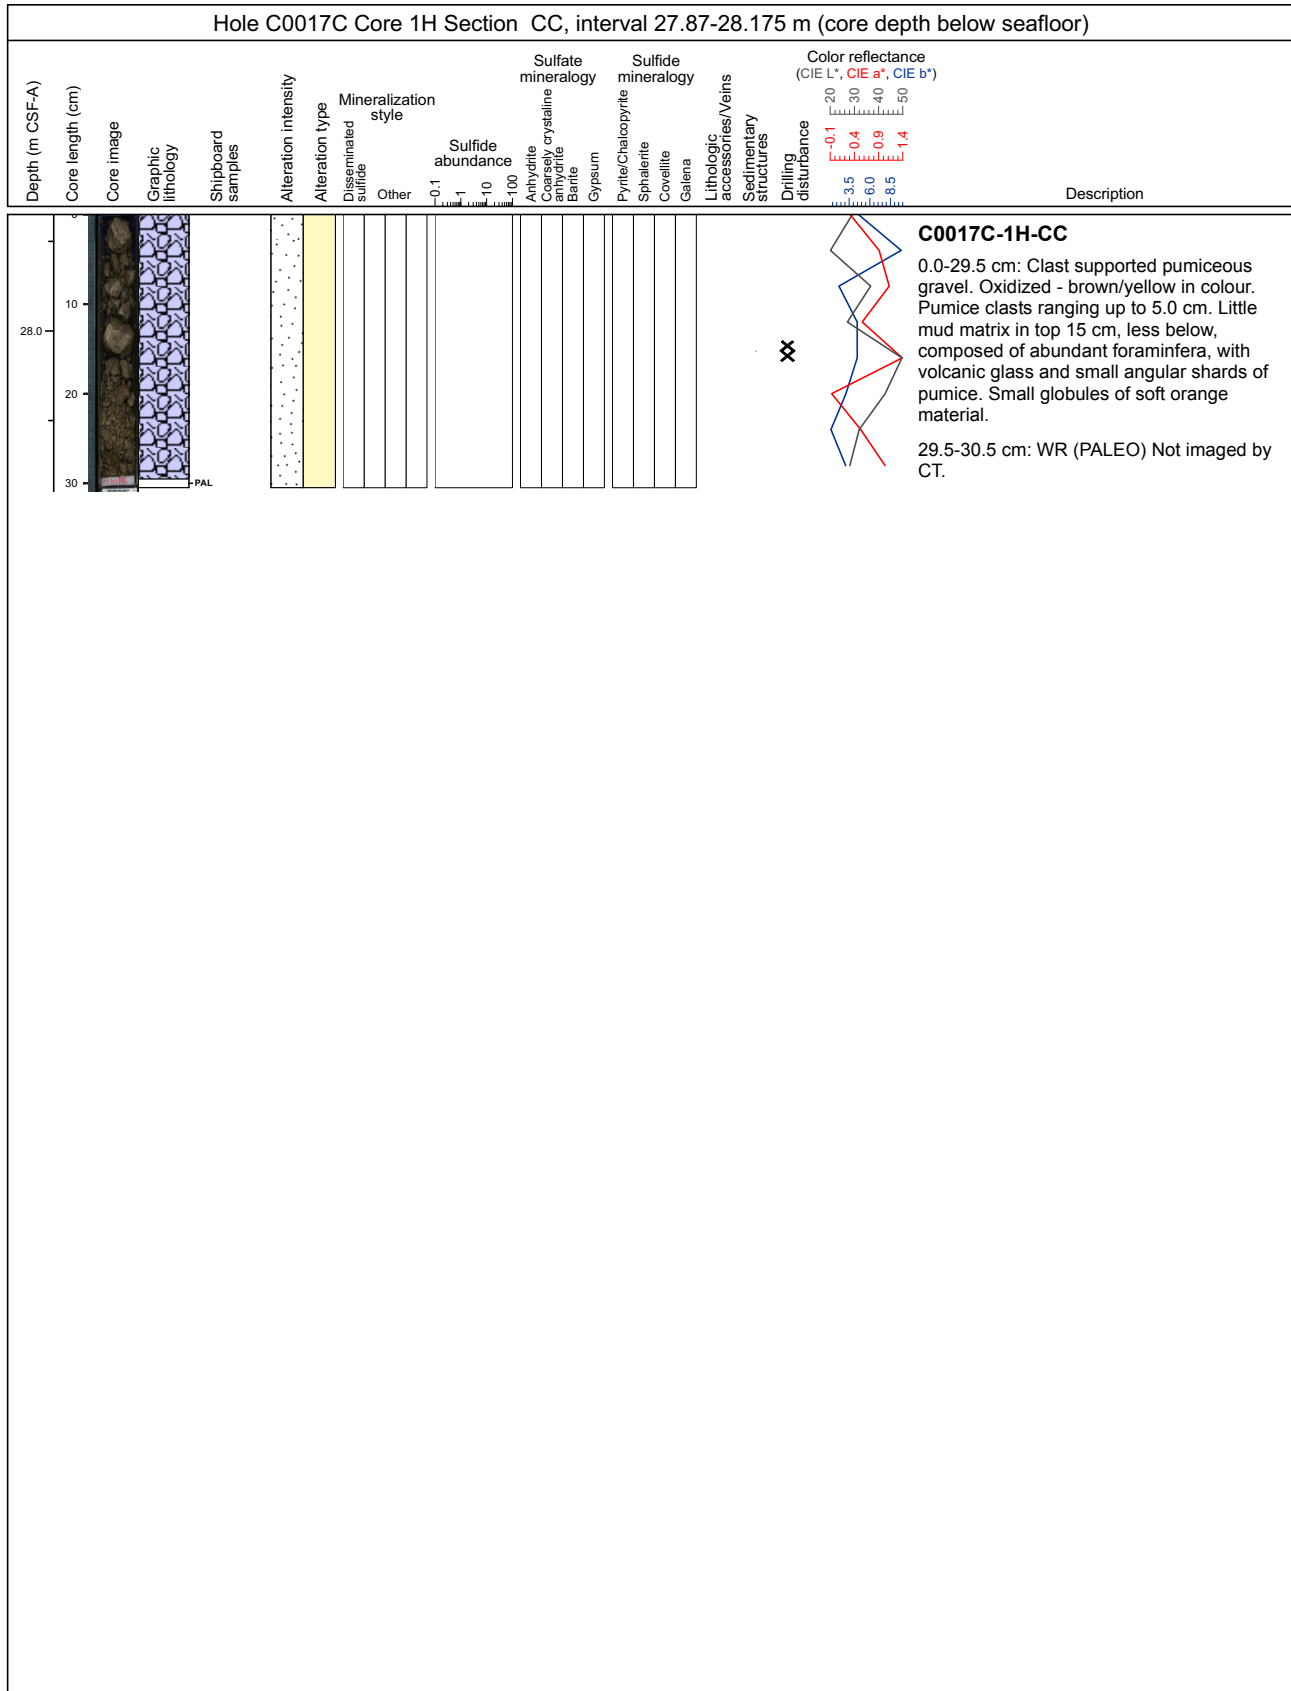 Hole C0017C Core 1H Section  CC, interval 27.87-28.175 m (core depth below seafloor)
Depth (m CSF-A)
Core length (cm)
Core image
Graphic
lithology
Shipboard
samples
Alteration intensity
Alteration type
Mineralization
style
Disseminated
sulfide
Other
Sulfide
abundance
0.1
1
10
100
Sulfate
mineralogy
Anhydrite
Coarsely crystaline
anhydrite
Barite
Gypsum
Sulfide
mineralogy
Pyrite/Chalcopyrite
Sphalerite
Covellite
Galena
Lithologic
accessories/Veins
Sedimentary
structures
Drilling
disturbance
Color reflectance
(CIE L*, CIE a*, CIE b*)
20
30
40
50
-0.1
0.4
0.9
1.4
3.5
6.0
8.5
Description
10
28.0
20
30
PAL
C0017C-1H-CC
0.0-29.5 cm: Clast supported pumiceous
gravel. Oxidized - brown/yellow in colour.
Pumice clasts ranging up to 5.0 cm. Little
mud matrix in top 15 cm, less below,
composed of abundant foraminfera, with
volcanic glass and small angular shards of
pumice. Small globules of soft orange
material.
29.5-30.5 cm: WR (PALEO) Not imaged by
CT.